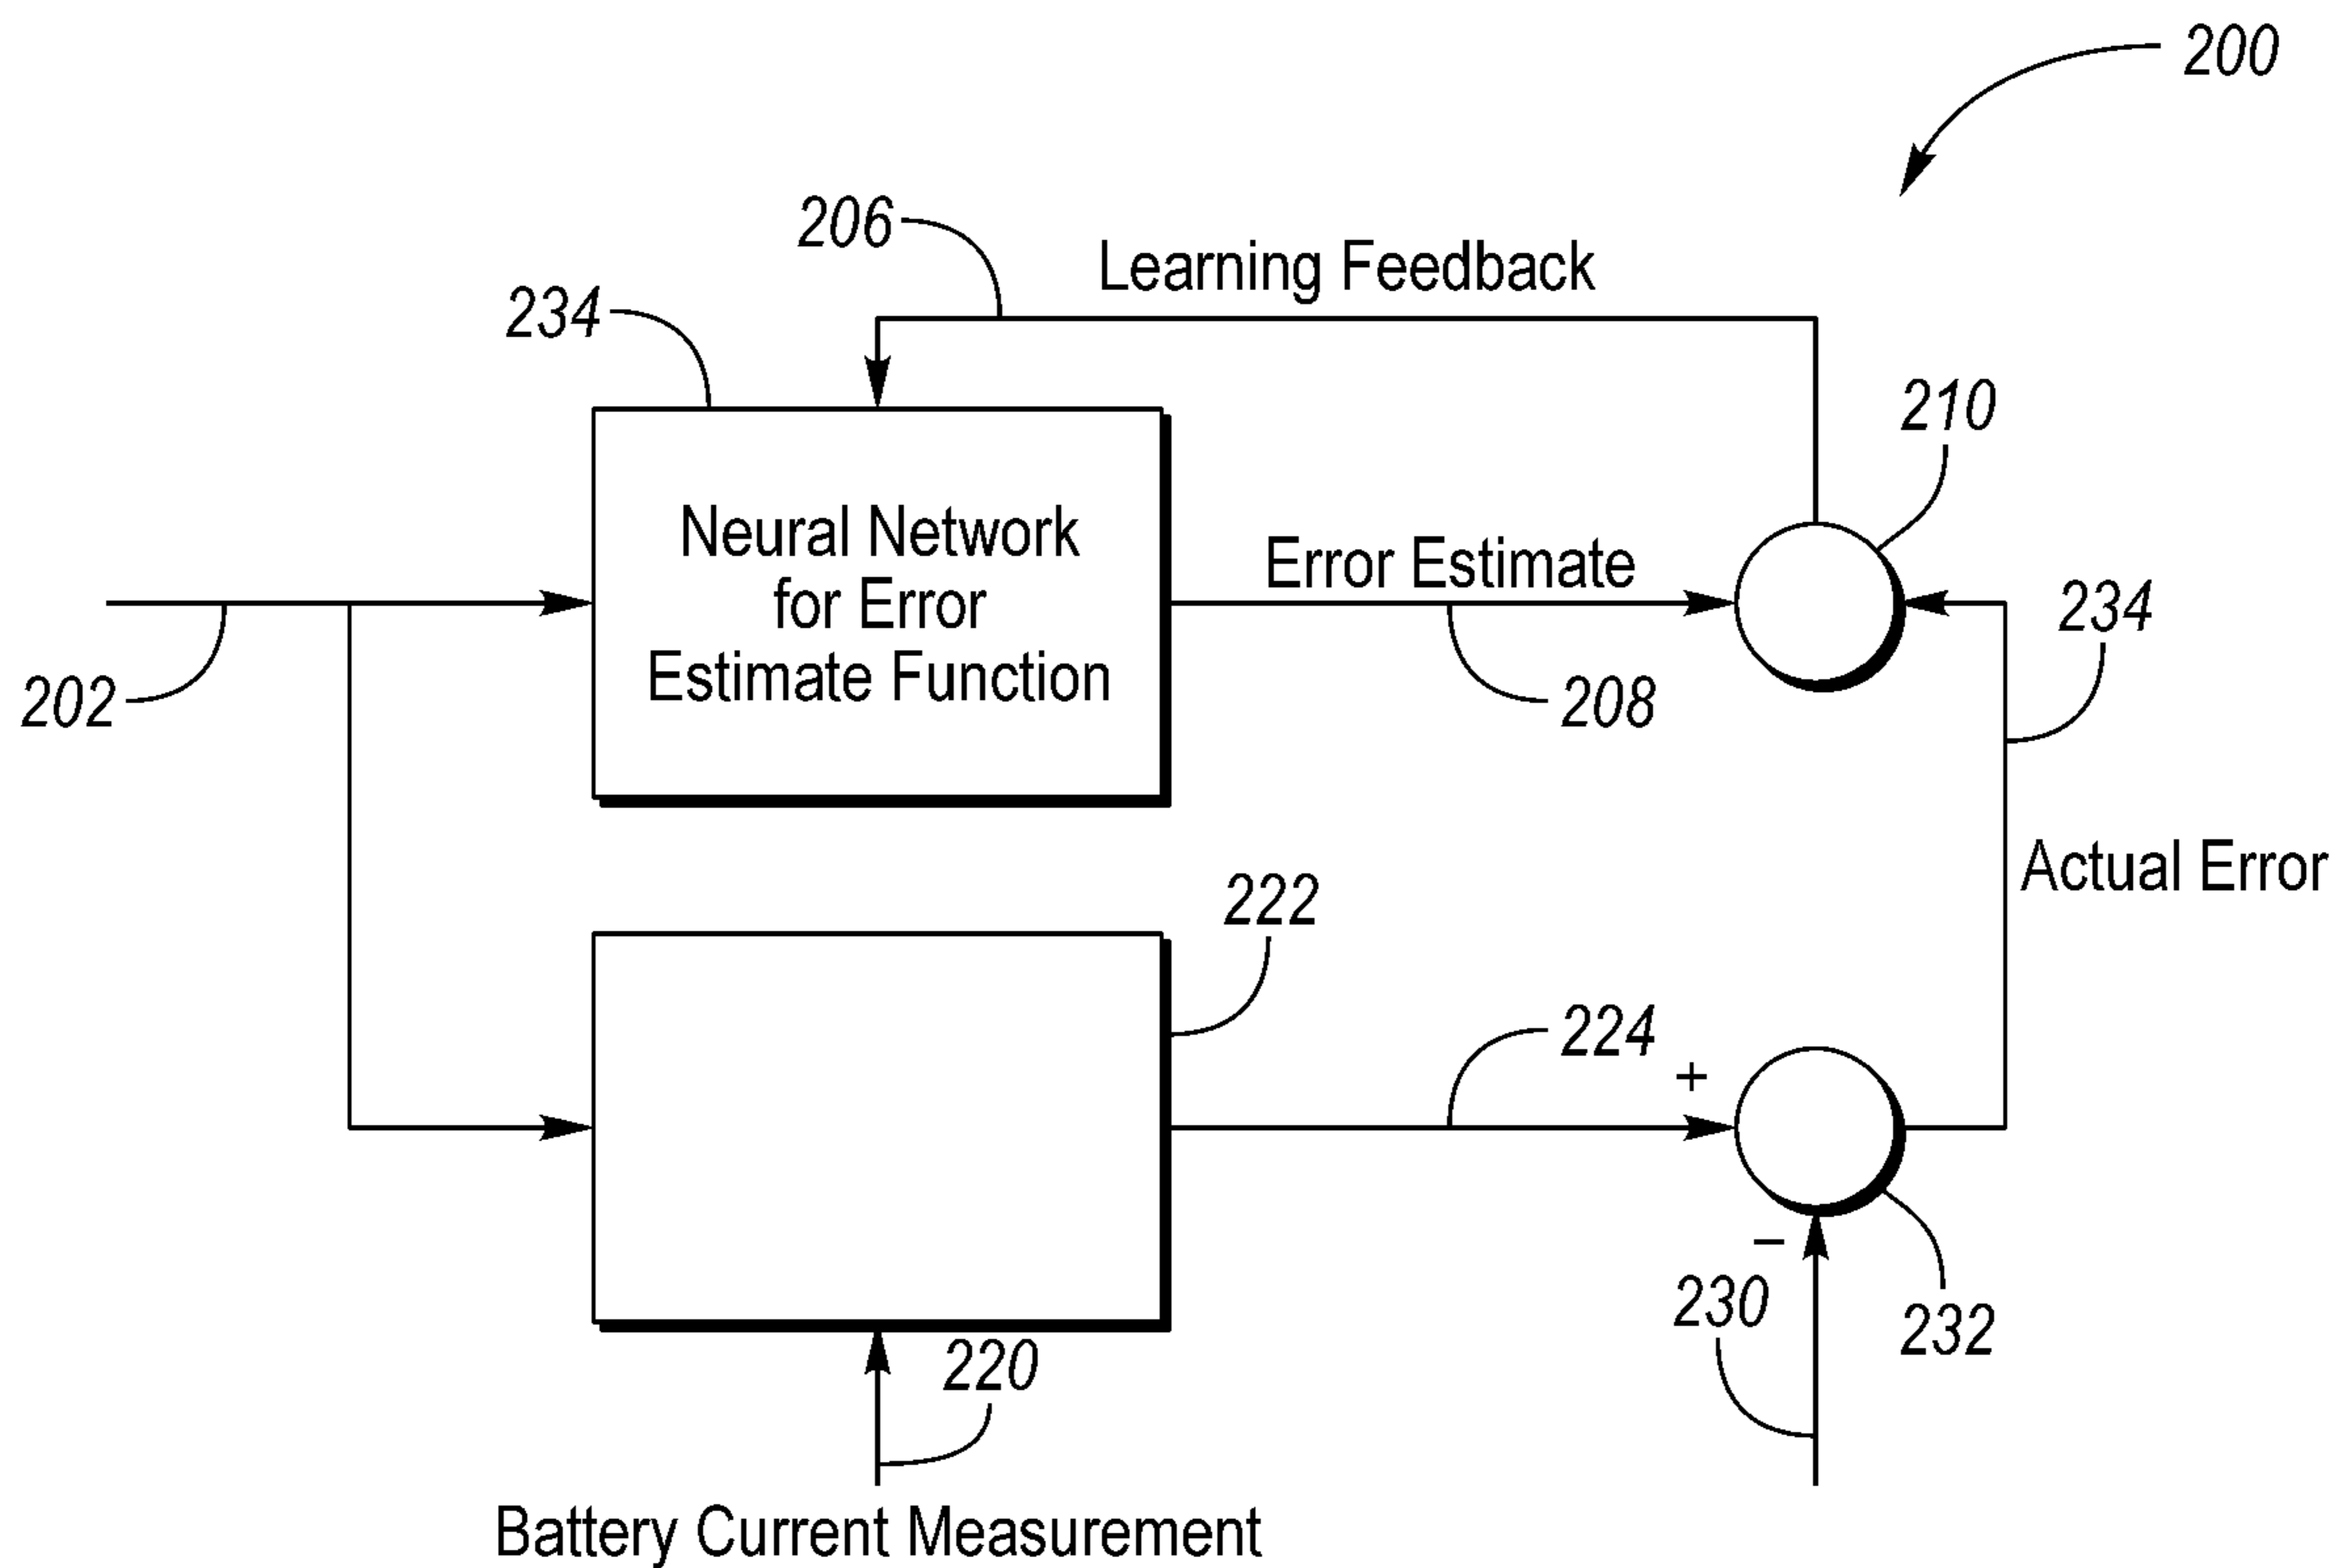 200
206
Learning Feedback
234
210
Neural Network
for Error
Estimate Function
Error Estimate
234
202
208
Actual Error
222
224
+
−
230
232
220
Battery Current Measurement